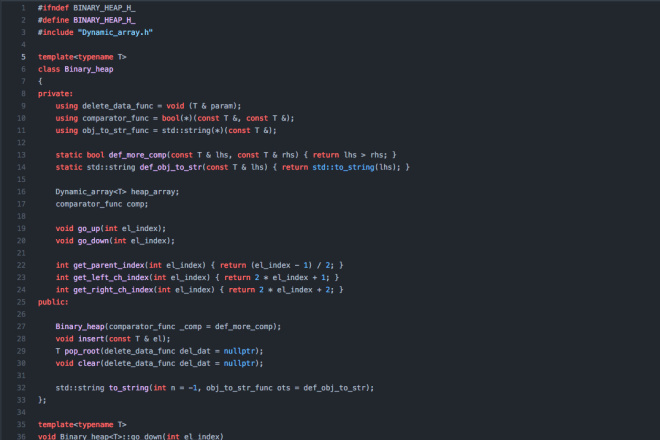 1 #ifndef BINARY_HEAP_H_
2 #define BINARY_HEAP_H_
3 #include "Dynamic_array.h"
4
5 template<typename T>
6 class Binary_heap
7 {
8 private:
9 using delete_data_func = void (T & param);
10 using comparator_func = bool(*)(const T &, const T &);
11 using obj_to_str_func = std::string(*)(const T &);
12
13 static bool def_more_comp(const T & lhs, const T & rhs) { return lhs > rhs; }
14 static std::string def_obj_to_str(const T & lhs) { return std::to_string(lhs); }
15
16 Dynamic_array<T> heap_array;
17 comparator_func comp;
18
19 void go_up(int el_index);
20 void go_down(int el_index);
21
22 int get_parent_index(int el_index) { return (el_index - 1) / 2; }
23 int get_left_ch_index(int el_index) { return 2 * el_index + 1; }
24 int get_right_ch_index(int el_index) { return 2 * el_index + 2; }
25 public:
26
27 Binary_heap(comparator_func _comp = def_more_comp);
28 void insert(const T & el);
29 T pop_root(delete_data_func del_dat = nullptr);
30 void clear(delete_data_func del_dat = nullptr);
31
32 std::string to_string(int n = -1, obj_to_str_func ots = def_obj_to_str);
33 };
34
35 template<typename T>
36 void Binary_heap<T>::go_down(int el_index)